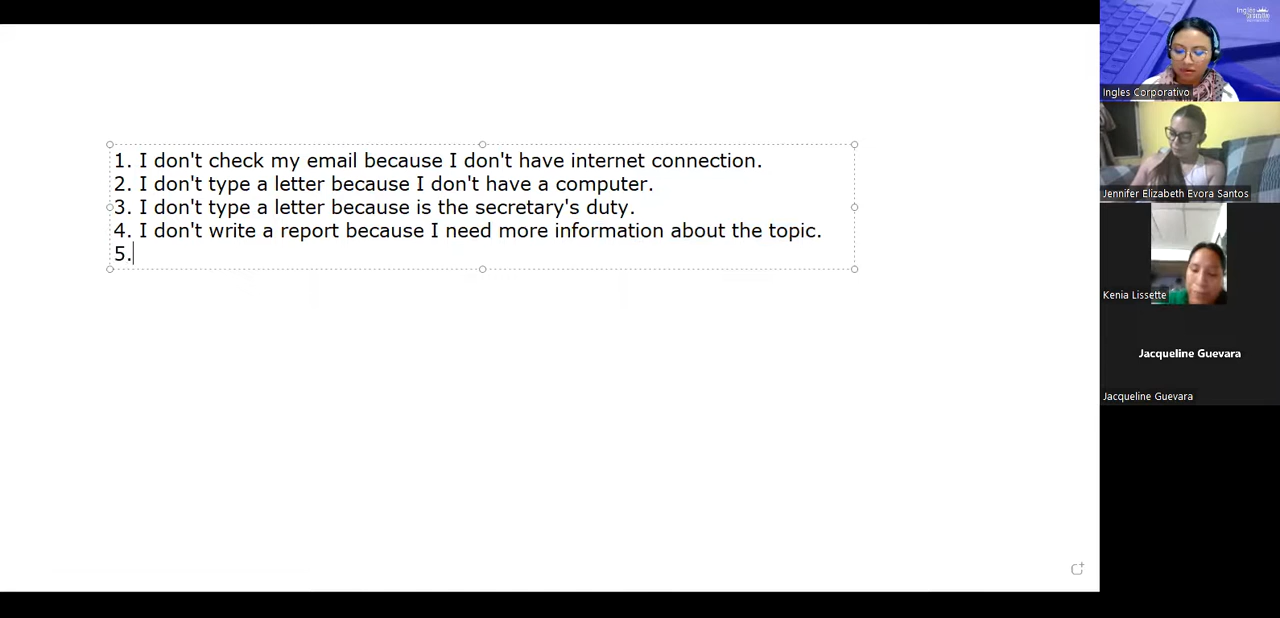 1. I don't check my email because I don't have internet connection.
2. I don't type a letter because I don't have a computer.
3. I don't type a letter because is the secretary's duty.
4. I don't write a report because I need more information about the topic.
5.
Ingles Corporativo
Jennifer Elizabeth Evora Santos
Kenia Lissette
Jacqueline Guevara
Jacqueline Guevara